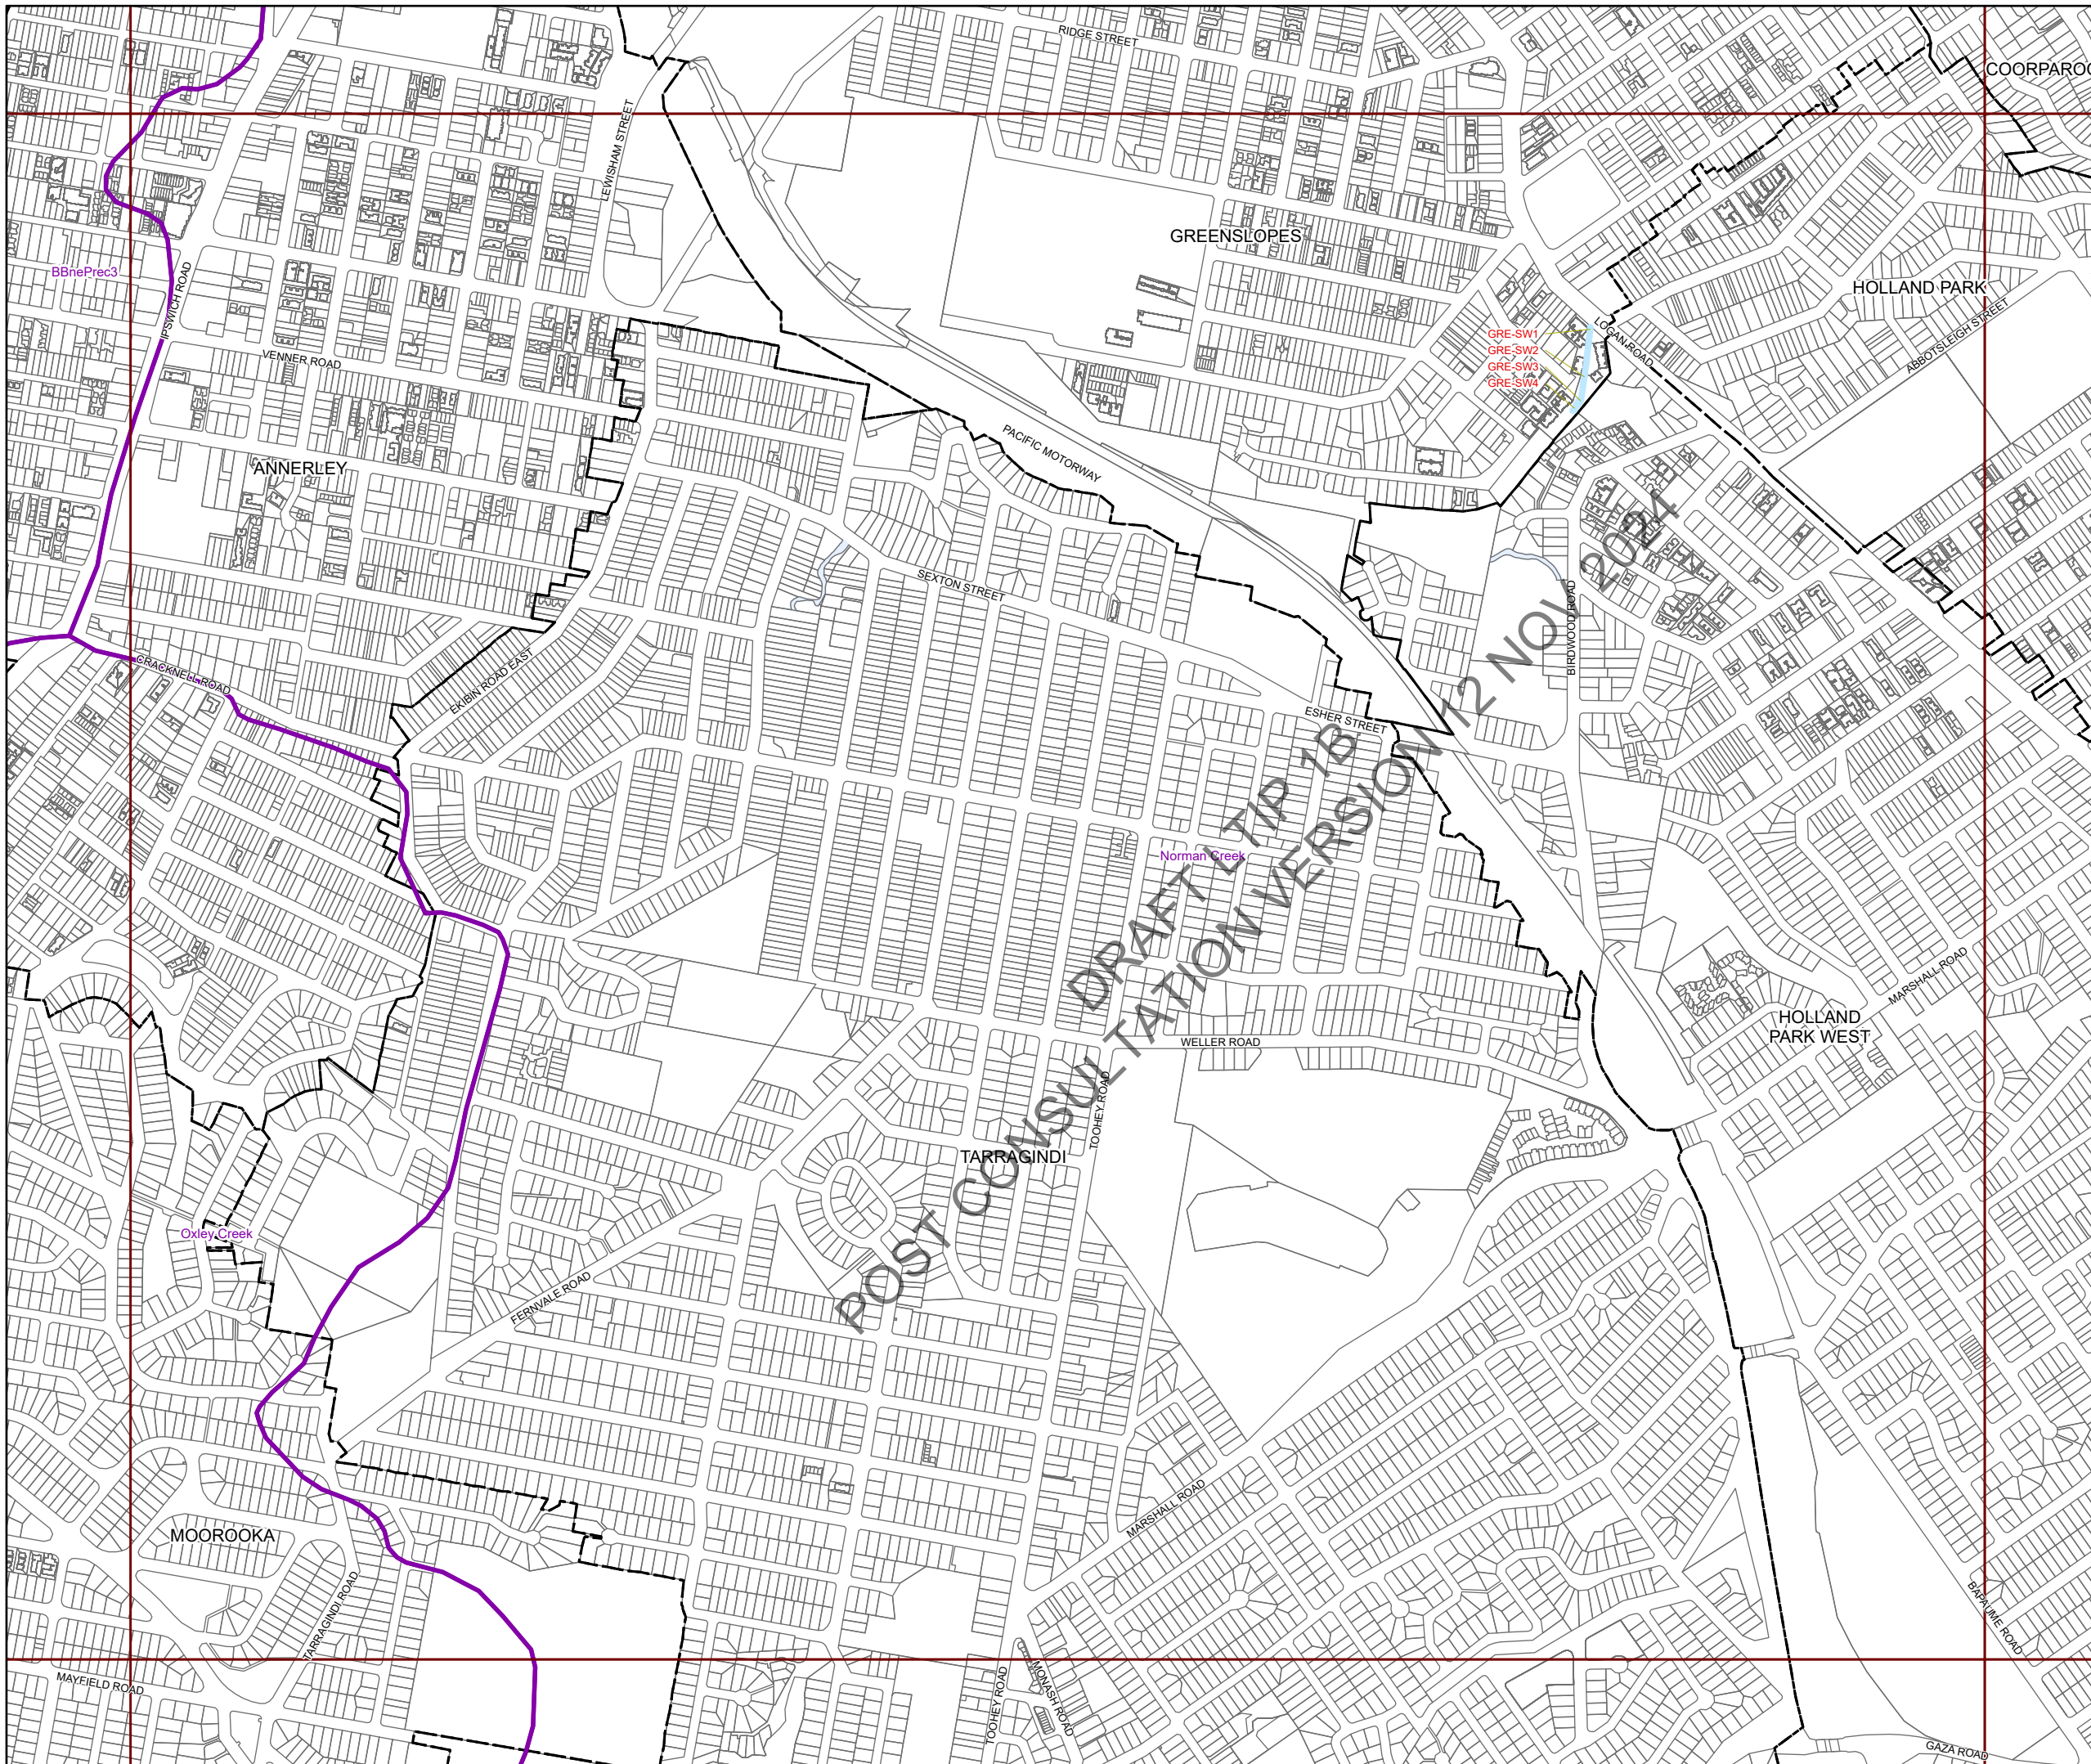 RIDGE STREET
COORPAROO
LEWISHAM STREET
GREENSLOPES
BBnePrec3
IPSWICH ROAD
HOLLAND PARK
ABBOTSLEIGH STREET
LOGAN ROAD
GRE-SW1
GRE-SW2
GRE-SW3
GRE-SW4
VENNER ROAD
PACIFIC MOTORWAY
ANNERLEY
SEXTON STREET
BIRDWOOD ROAD
CRACKNELL ROAD
EKIBIN ROAD EAST
ESHER STREET
Norman Creek
DRAFT LTIP 1B
POST CONSULTATION VERSION 12 NOV 2024
MARSHALL ROAD
HOLLAND
PARK WEST
WELLER ROAD
TOOHEY ROAD
TARRAGINDI
Oxley Creek
FERNVALE ROAD
MARSHALL ROAD
MOOROOKA
TARRAGINDI ROAD
BAPAUME ROAD
MAYFIELD ROAD
TOOHEY ROAD
MONASH ROAD
GAZA ROAD